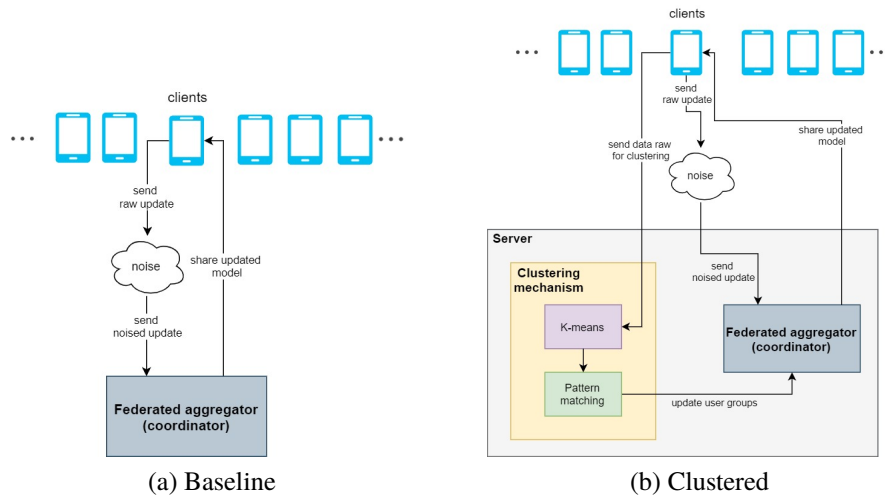 clients
send
raw update
noise
send
noised update
share updated
model
Federated aggregator
(coordinator)
(a) Baseline
clients
send
raw update
send data raw
for clustering
noise
share updated
model
Server
send
noised update
Clustering
mechanism
K-means
Pattern
matching
update user groups
Federated aggregator
(coordinator)
(b) Clustered